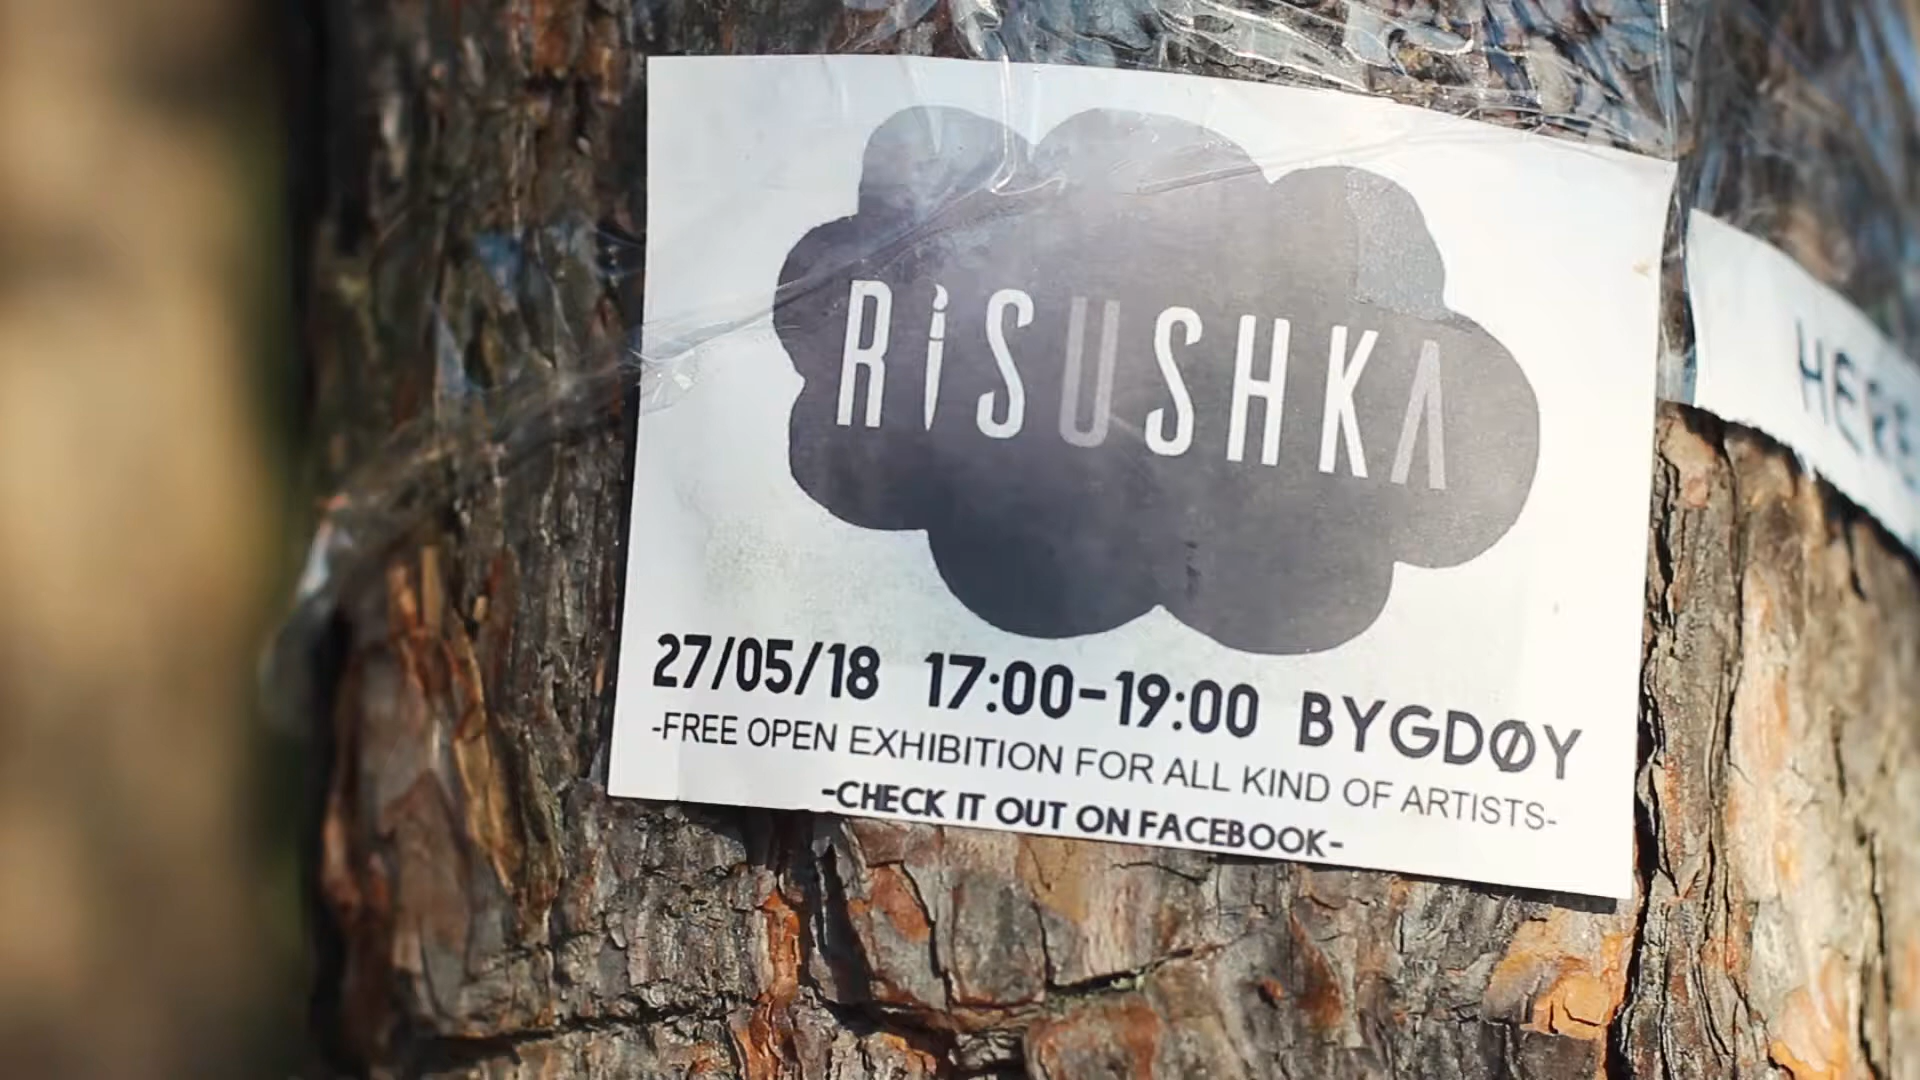 RiSUSHKA
27/05/18 17:00-19:00 BYGDØY
-FREE OPEN EXHIBITION FOR ALL KIND OF ARTISTS-
-CHECK IT OUT ON FACEBOOK-